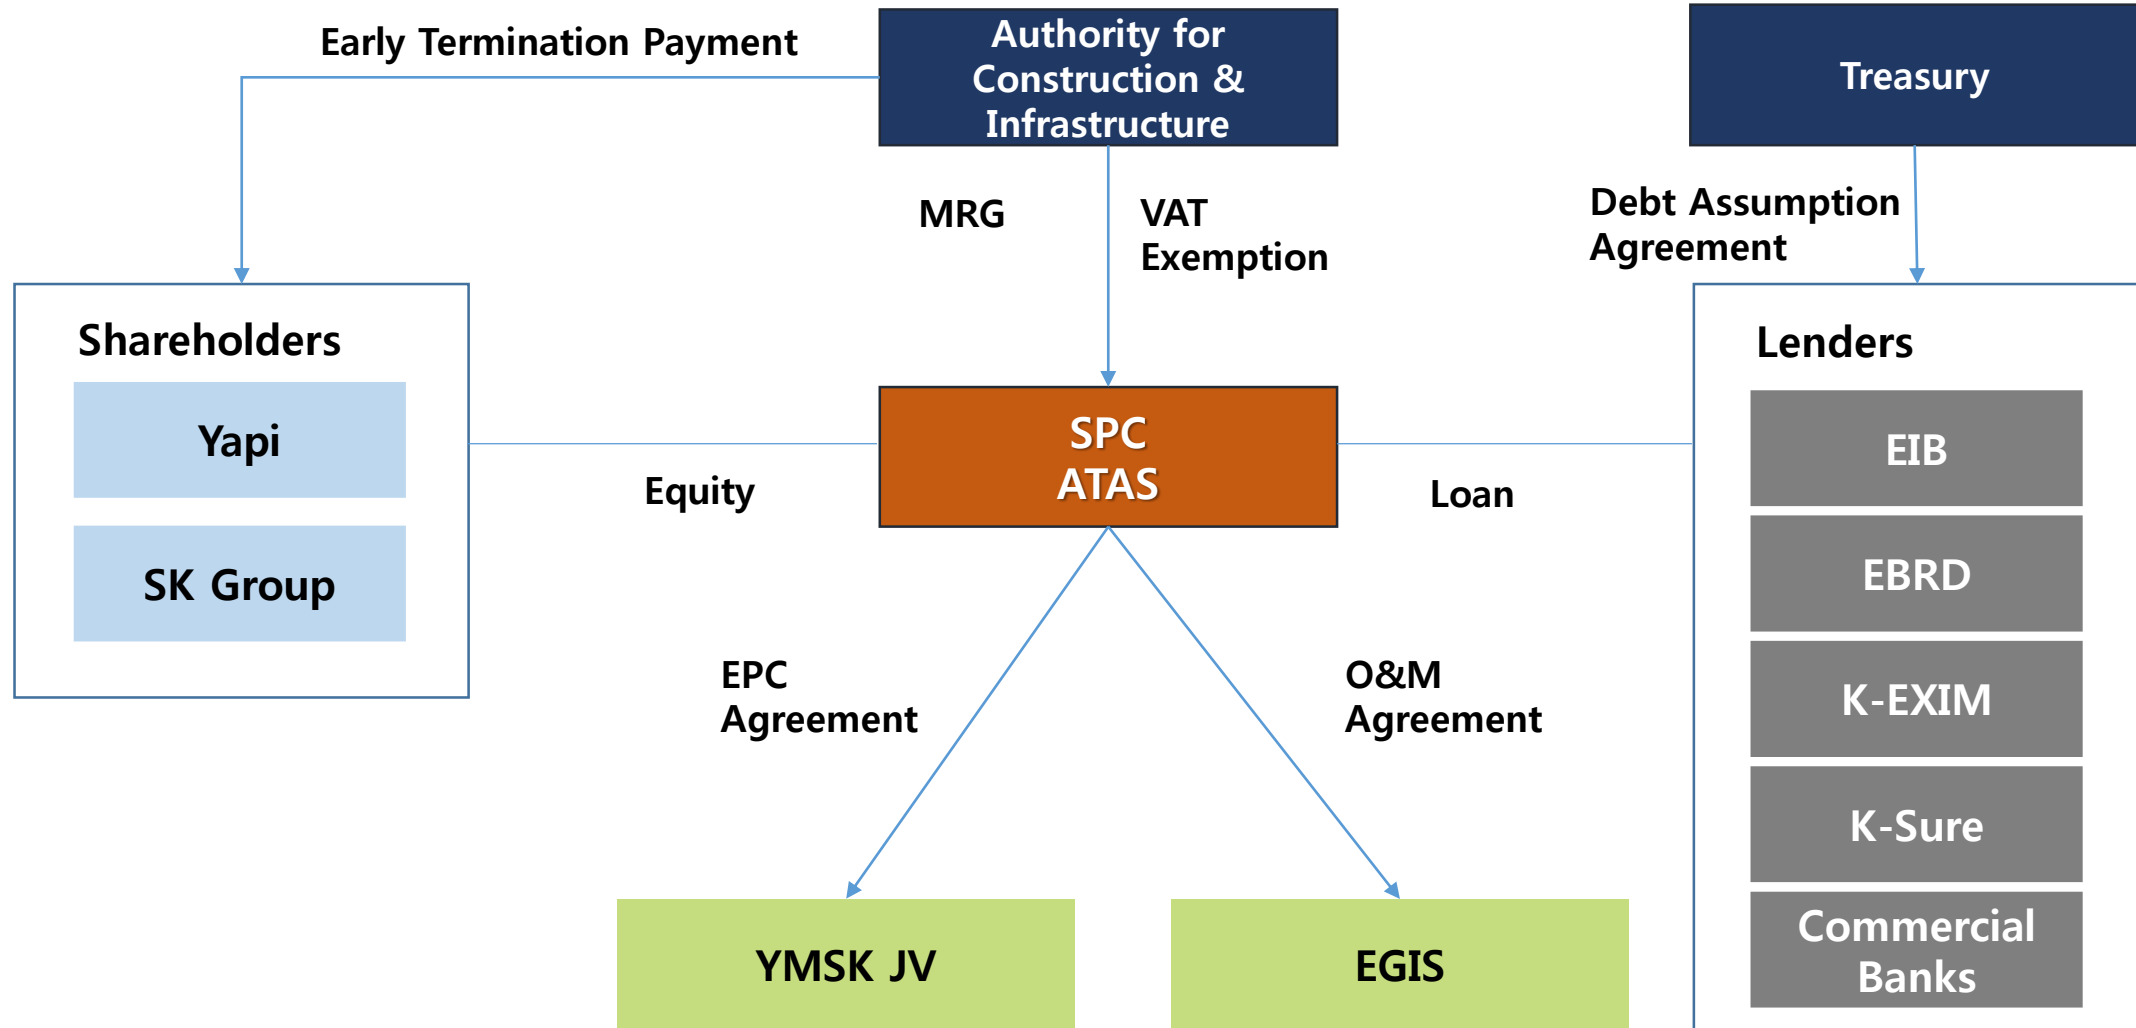 Early Termination Payment
Authority for
Construction &
Infrastructure
Treasury
MRG
VAT
Exemption
Debt Assumption
Agreement
Shareholders
Yapi
SK Group
Equity
SPC
ATAS
Loan
Lenders
EIB
EBRD
K-EXIM
K-Sure
Commercial
Banks
EPC
Agreement
O&M
Agreement
YMSK JV
EGIS